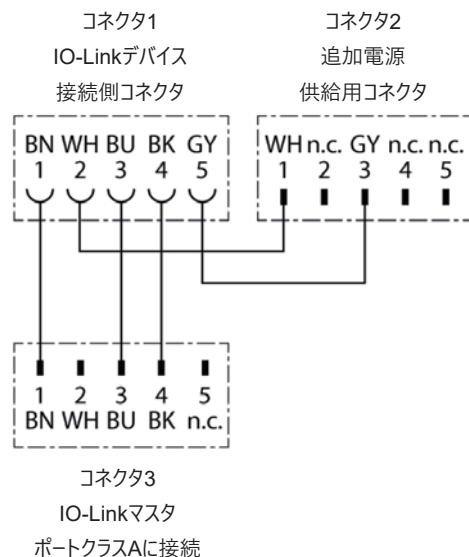 コネクタ1
IO-Linkデバイス
接続側コネクタ
コネクタ2
追加電源
供給用コネクタ
BN WH BU BK GY
1 2 3 4 5
WH n.c. GY n.c. n.c.
1 2 3 4 5
1 2 3 4 5
BN WH BU BK n.c.
コネクタ3
IO-Linkマスタ
ポートクラスAに接続